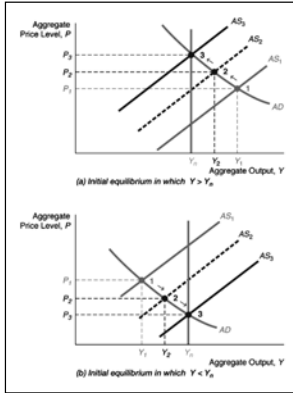 Aggregate
Price Level, P
AS₃
AS₂
AS₁
P₃
P₂
P₁
3
2
1
AD
Yₙ
Y₂
Y₁
Aggregate Output, Y
(a) Initial equilibrium in which Y > Yₙ
Aggregate
Price Level, P
AS₁
AS₂
AS₃
P₁
P₂
P₃
1
2
3
AD
Y₁
Y₂
Yₙ
Aggregate Output, Y
(b) Initial equilibrium in which Y < Yₙ